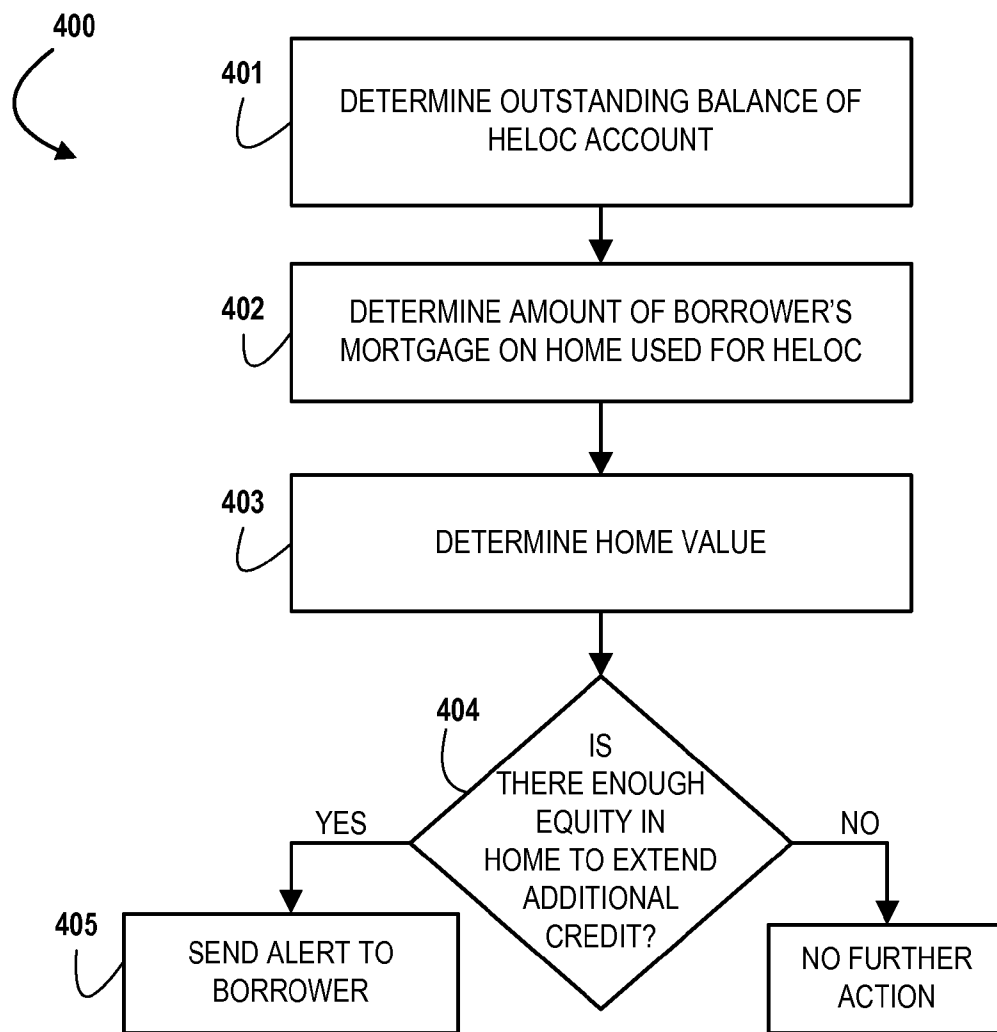 400
401
DETERMINE OUTSTANDING BALANCE OF
HELOC ACCOUNT
402
DETERMINE AMOUNT OF BORROWER'S
MORTGAGE ON HOME USED FOR HELOC
403
DETERMINE HOME VALUE
404
IS
THERE ENOUGH
EQUITY IN
HOME TO EXTEND
ADDITIONAL
CREDIT?
YES
NO
405
SEND ALERT TO
BORROWER
NO FURTHER
ACTION